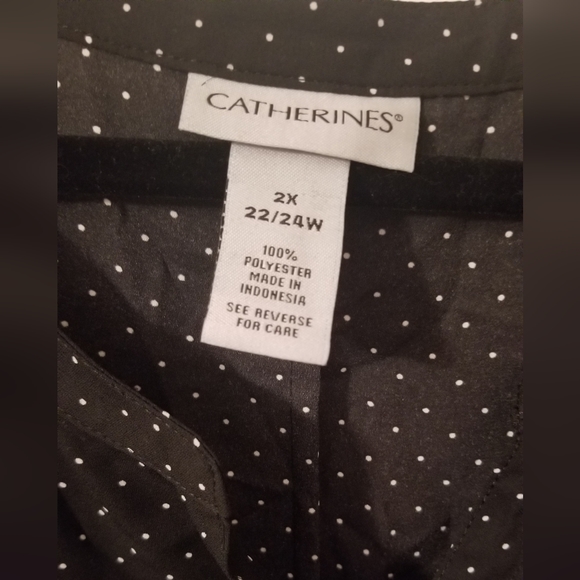 CATHERINES®
2X
22/24W
100%
POLYESTER
MADE IN
INDONESIA
SEE REVERSE
FOR CARE